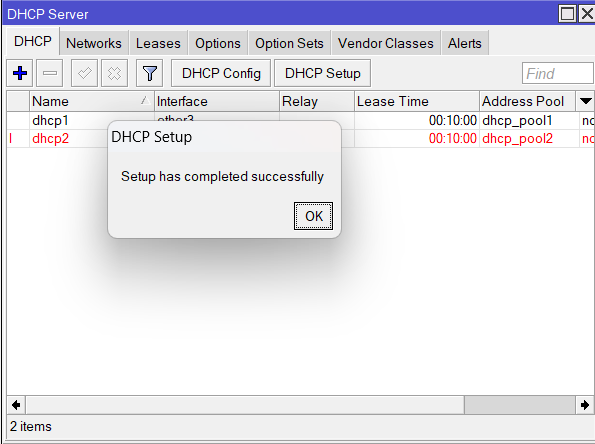 DHCP Server
DHCP Networks Leases Options Option Sets Vendor Classes Alerts
DHCP Config DHCP Setup Find
Name Interface Relay Lease Time Address Pool
dhcp1 ether3 00:10:00 dhcp_pool1 no
I dhcp2 00:10:00 dhcp_pool2 no
DHCP Setup
Setup has completed successfully
OK
2 items